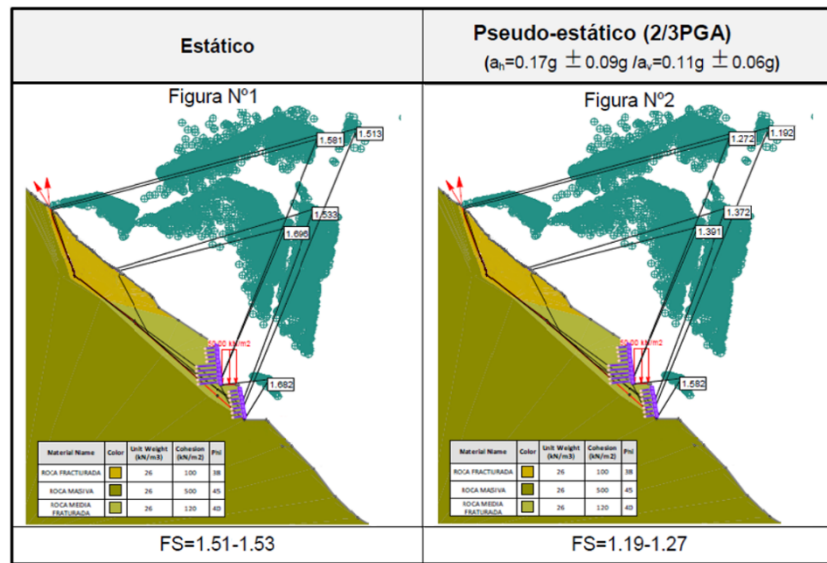 Estático
Pseudo-estático (2/3PGA)
(ah=0.17g ± 0.09g /av=0.11g ± 0.06g)
Figura Nº1
1.581
1.513
1.533
1.696
1.682
Material Name Color Unit Weight (kN/m3) Cohesion (kN/m2) Phi
ROCA FRACTURADA 26 100 38
ROCA MASIVA 26 500 45
ROCA MEDIA FRATURADA 26 120 40
Figura Nº2
1.272
1.192
1.372
1.391
1.582
Material Name Color Unit Weight (kN/m3) Cohesion (kN/m2) Phi
ROCA FRACTURADA 26 100 38
ROCA MASIVA 26 500 45
ROCA MEDIA FRATURADA 26 120 40
FS=1.51-1.53
FS=1.19-1.27